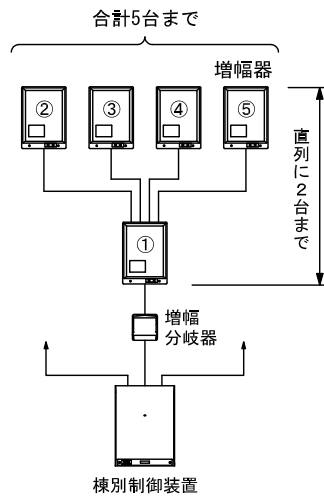 合計5台まで
増幅器
② ③ ④ ⑤
直列に2台まで
①
増幅
分岐器
棟別制御装置